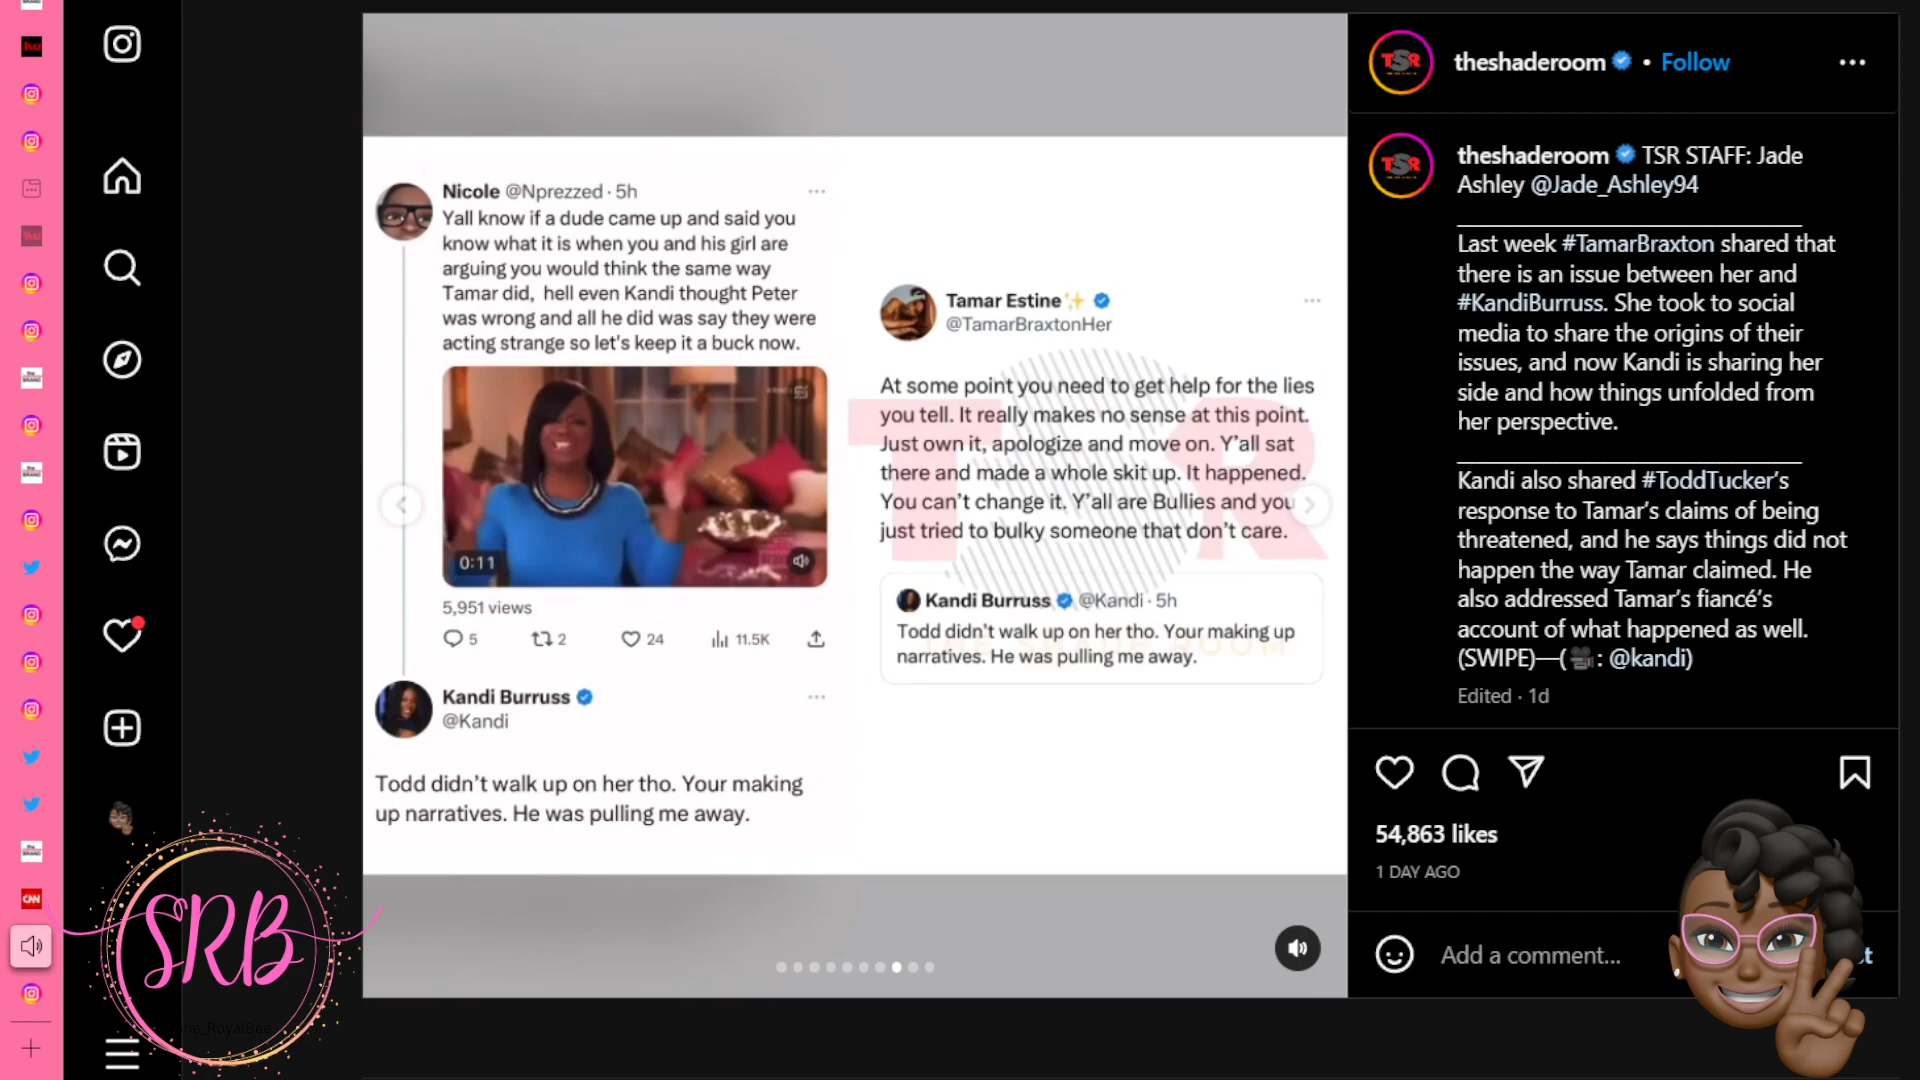 Nicole @Nprezzed · 5h
Yall know if a dude came up and said you
know what it is when you and his girl are
arguing you would think the same way
Tamar did, hell even Kandi thought Peter
was wrong and all he did was say they were
acting strange so let's keep it a buck now.
0:11
5,951 views
5 2 24 11.5K
Kandi Burruss
@Kandi
Todd didn't walk up on her tho. Your making
up narratives. He was pulling me away.
Tamar Estine✨
@TamarBraxtonHer
At some point you need to get help for the lies
you tell. It really makes no sense at this point.
Just own it, apologize and move on. Y'all sat
there and made a whole skit up. It happened.
You can't change it. Y'all are Bullies and you
just tried to bulky someone that don't care.
Kandi Burruss @Kandi · 5h
Todd didn't walk up on her tho. Your making
up narratives. He was pulling me away.
TSR
THE SHADE ROOM
theshaderoom • Follow
TSR
theshaderoom TSR STAFF: Jade
Ashley @Jade_Ashley94
Last week #TamarBraxton shared that
there is an issue between her and
#KandiBurruss. She took to social
media to share the origins of their
issues, and now Kandi is sharing her
side and how things unfolded from
her perspective.
Kandi also shared #ToddTucker's
response to Tamar's claims of being
threatened, and he says things did not
happen the way Tamar claimed. He
also addressed Tamar's fiancé's
account of what happened as well.
(SWIPE)—(🎥: @kandi)
Edited · 1d
54,863 likes
1 DAY AGO
Add a comment...
SRB
CNN